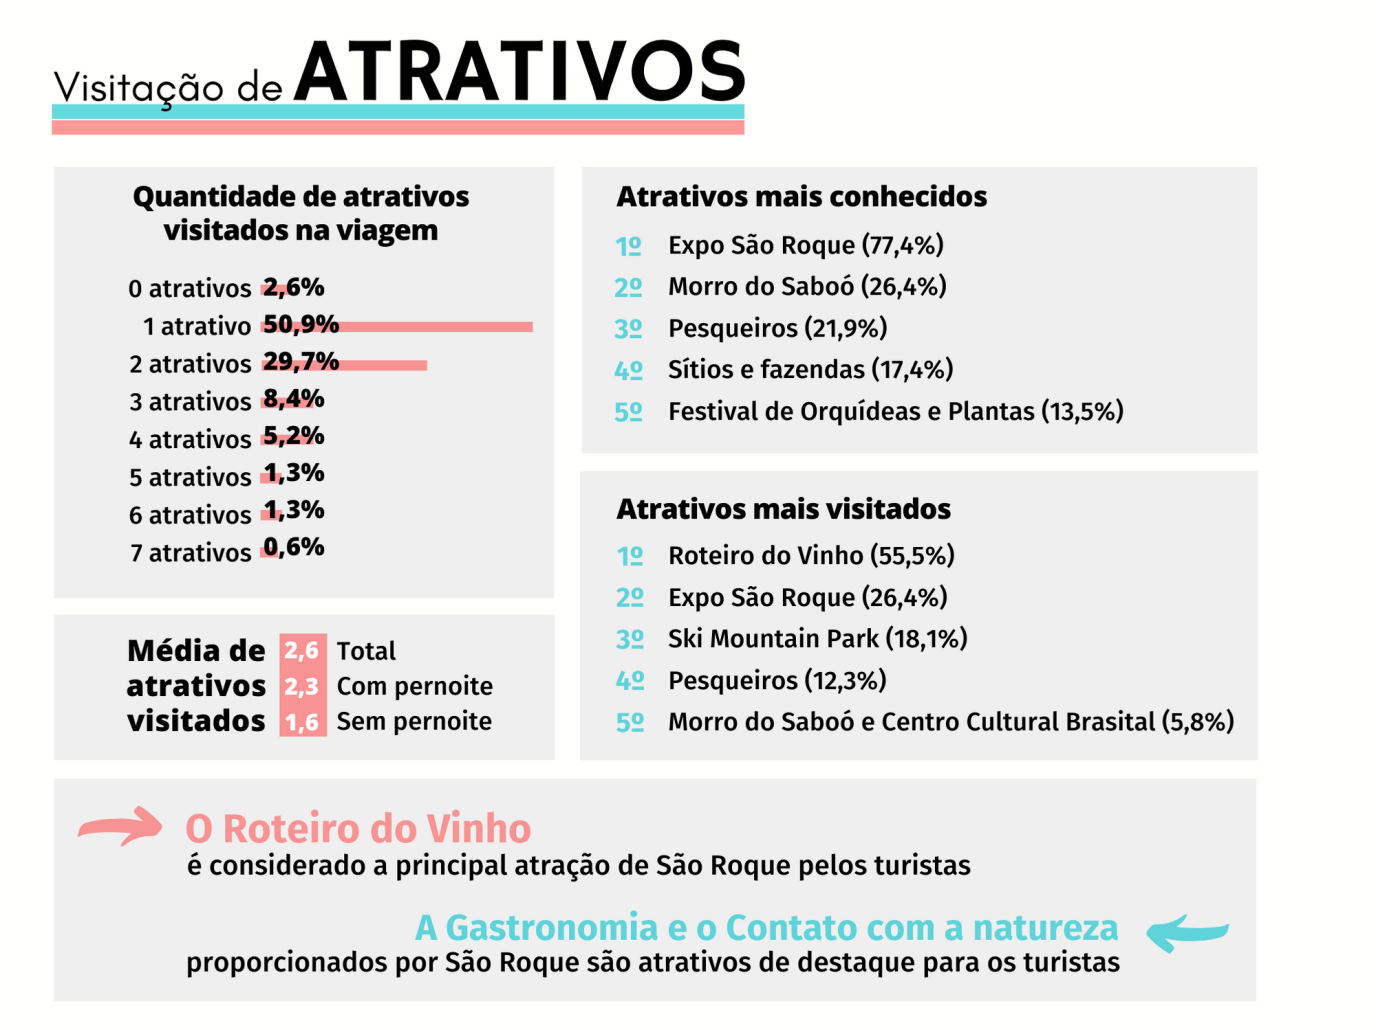 Visitação de ATRATIVOS
Quantidade de atrativos
visitados na viagem
0 atrativos 2,6%
1 atrativo 50,9%
2 atrativos 29,7%
3 atrativos 8,4%
4 atrativos 5,2%
5 atrativos 1,3%
6 atrativos 1,3%
7 atrativos 0,6%
Média de
atrativos
visitados
2,6 Total
2,3 Com pernoite
1,6 Sem pernoite
Atrativos mais conhecidos
1º Expo São Roque (77,4%)
2º Morro do Saboó (26,4%)
3º Pesqueiros (21,9%)
4º Sítios e fazendas (17,4%)
5º Festival de Orquídeas e Plantas (13,5%)
Atrativos mais visitados
1º Roteiro do Vinho (55,5%)
2º Expo São Roque (26,4%)
3º Ski Mountain Park (18,1%)
4º Pesqueiros (12,3%)
5º Morro do Saboó e Centro Cultural Brasital (5,8%)
O Roteiro do Vinho
é considerado a principal atração de São Roque pelos turistas
A Gastronomia e o Contato com a natureza
proporcionados por São Roque são atrativos de destaque para os turistas